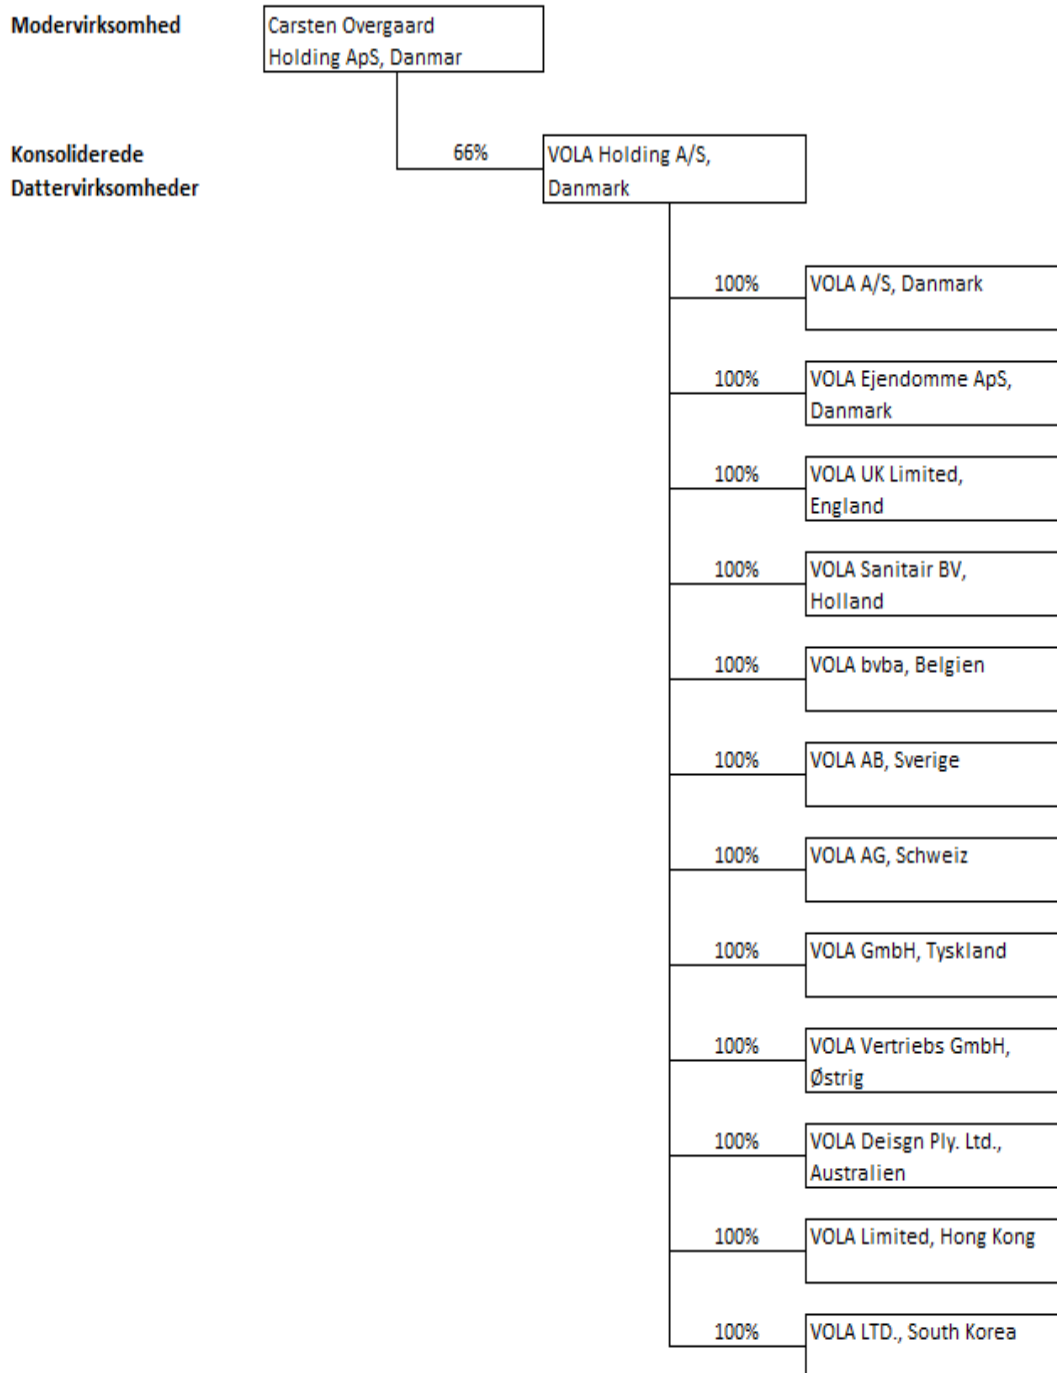 Modervirksomhed
Carsten Overgaard
Holding ApS, Danmar
Konsoliderede
Dattervirksomheder
66%
VOLA Holding A/S,
Danmark
100%
VOLA A/S, Danmark
100%
VOLA Ejendomme ApS,
Danmark
100%
VOLA UK Limited,
England
100%
VOLA Sanitair BV,
Holland
100%
VOLA bvba, Belgien
100%
VOLA AB, Sverige
100%
VOLA AG, Schweiz
100%
VOLA GmbH, Tyskland
100%
VOLA Vertriebs GmbH,
Østrig
100%
VOLA Deisgn Ply. Ltd.,
Australien
100%
VOLA Limited, Hong Kong
100%
VOLA LTD., South Korea